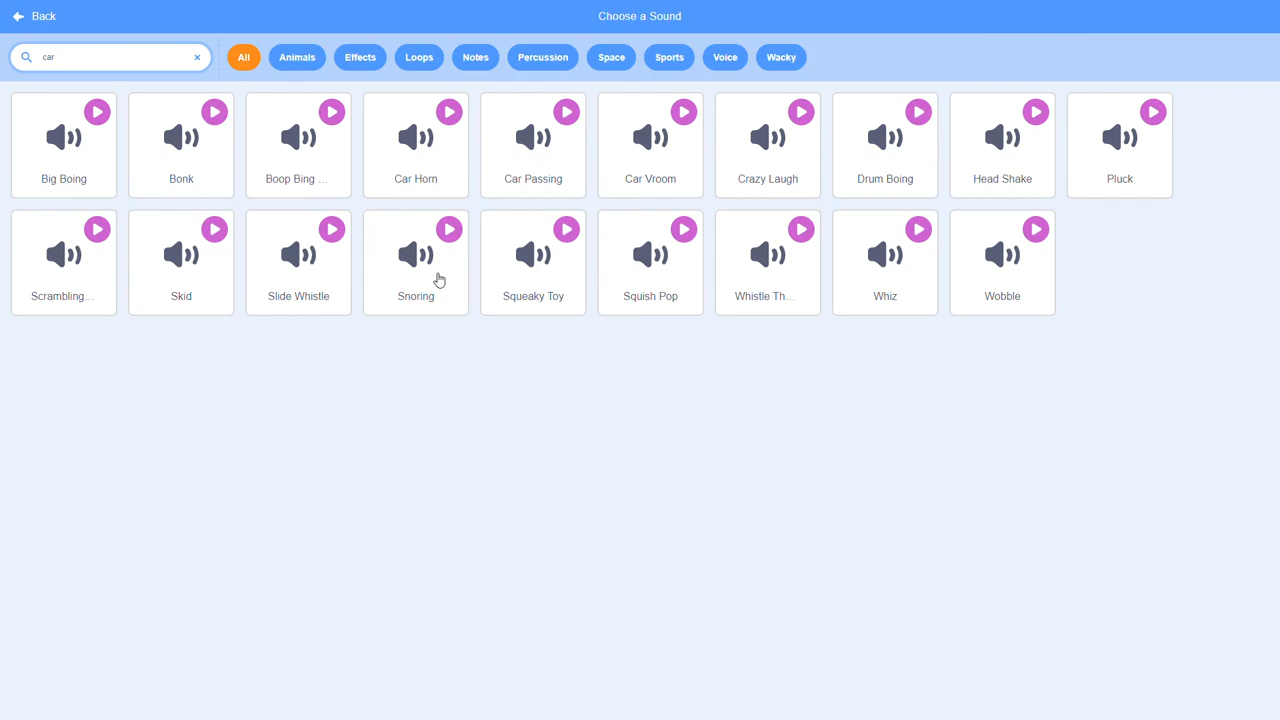 Back
Choose a Sound
car
All
Animals
Effects
Loops
Notes
Percussion
Space
Sports
Voice
Wacky
Big Boing
Bonk
Boop Bing ...
Car Horn
Car Passing
Car Vroom
Crazy Laugh
Drum Boing
Head Shake
Pluck
Scrambling...
Skid
Slide Whistle
Snoring
Squeaky Toy
Squish Pop
Whistle Th...
Whiz
Wobble